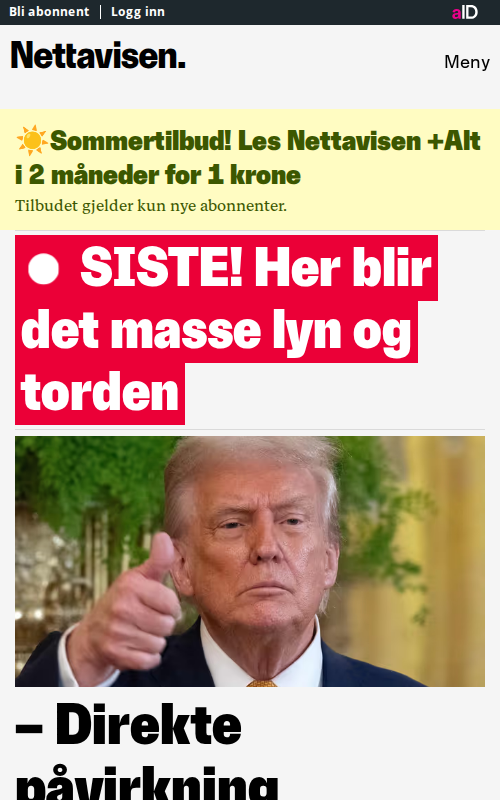 Bli abonnent | Logg inn
aID
Nettavisen.
Meny
☀️Sommertilbud! Les Nettavisen +Alt
i 2 måneder for 1 krone
Tilbudet gjelder kun nye abonnenter.
SISTE! Her blir
det masse lyn og
torden
– Direkte
påvirkning